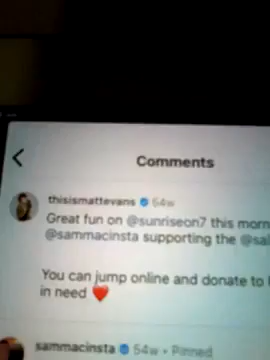 Comments
thisismattevans 54w
Great fun on @sunriseon7 this morn
@sammacinsta supporting the @sal
You can jump online and donate to
in need ❤️
sammacinsta 54w • Pinned